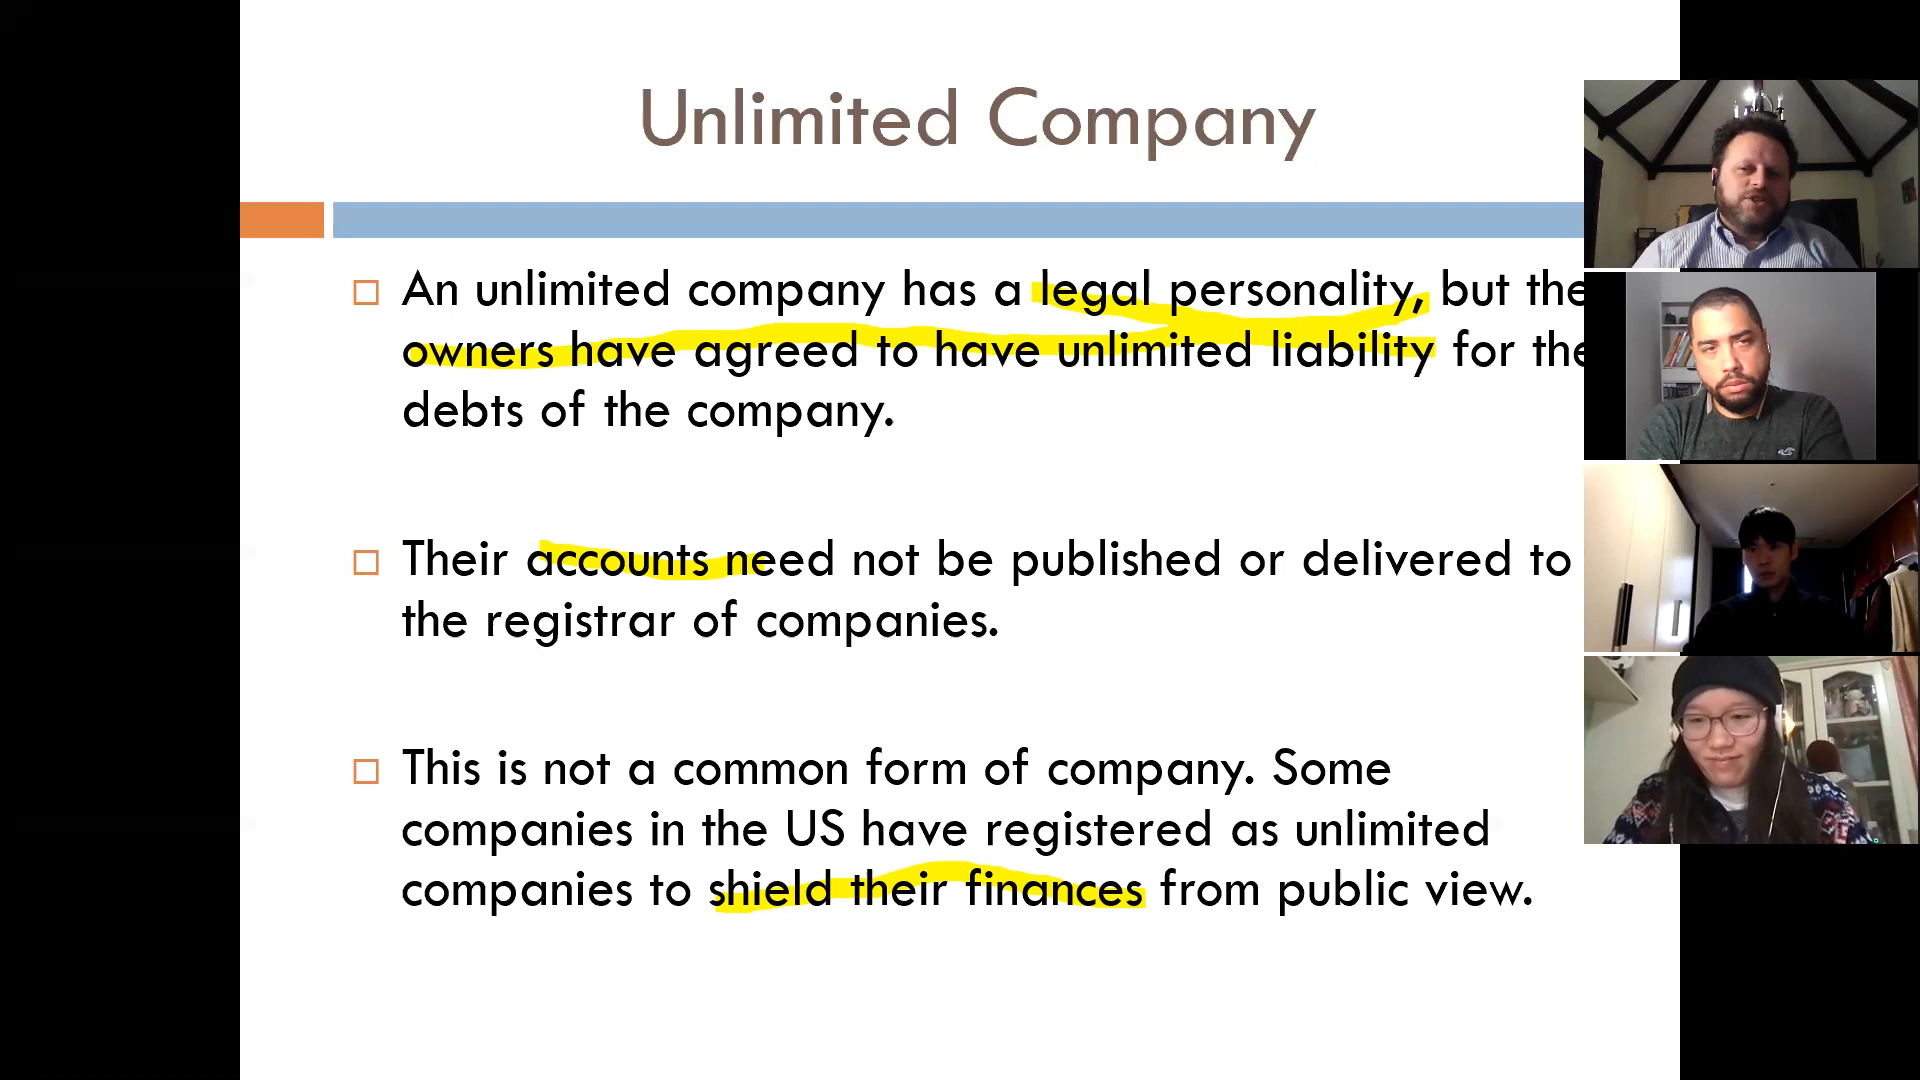 Unlimited Company
An unlimited company has a legal personality, but the
owners have agreed to have unlimited liability for the
debts of the company.
Their accounts need not be published or delivered to
the registrar of companies.
This is not a common form of company. Some
companies in the US have registered as unlimited
companies to shield their finances from public view.